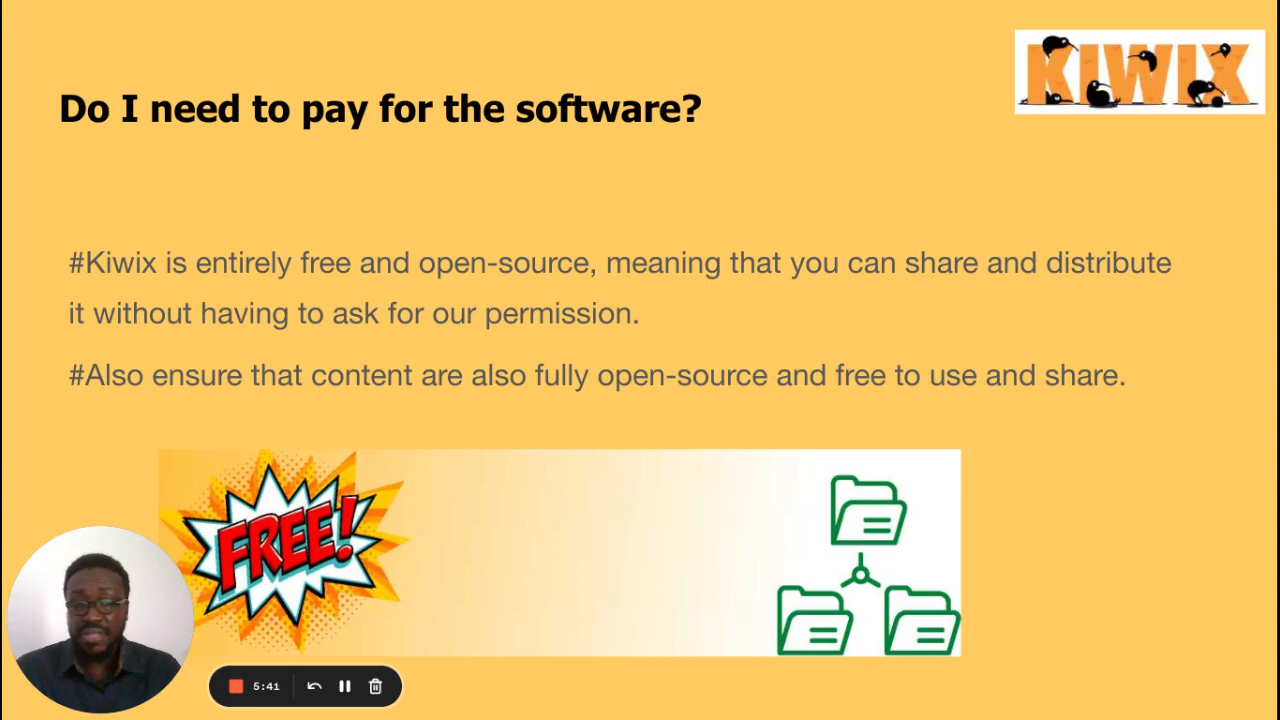 KIWIX
Do I need to pay for the software?
#Kiwix is entirely free and open-source, meaning that you can share and distribute
it without having to ask for our permission.
#Also ensure that content are also fully open-source and free to use and share.
FREE!
5:41